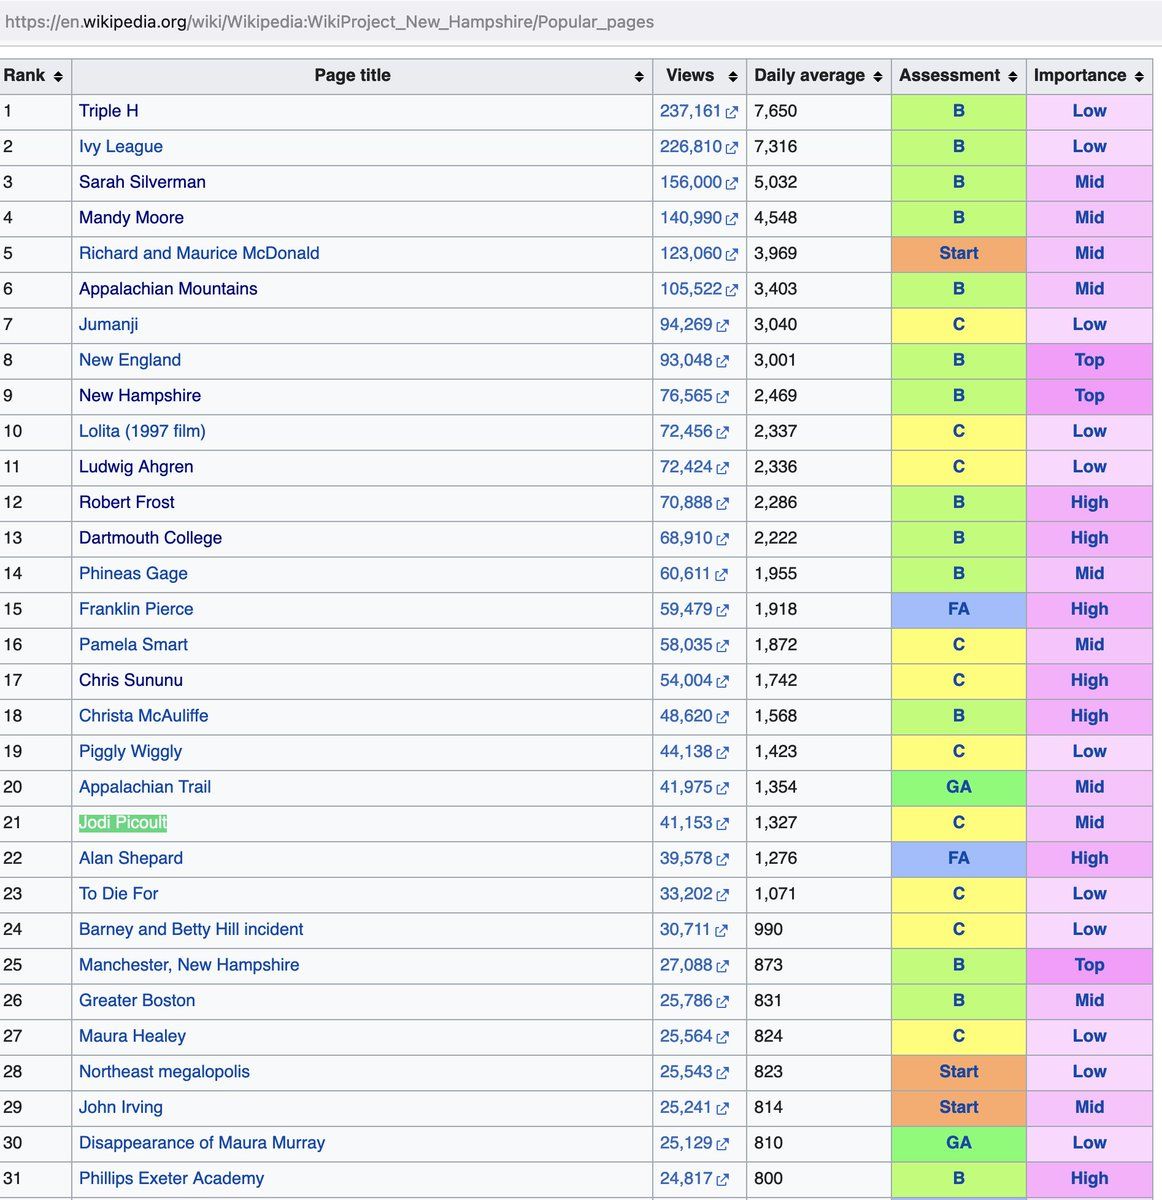 https://en.wikipedia.org/wiki/Wikipedia:WikiProject_New_Hampshire/Popular_pages
Rank Page title Views Daily average Assessment Importance
1 Triple H 237,161 7,650 B Low
2 Ivy League 226,810 7,316 B Low
3 Sarah Silverman 156,000 5,032 B Mid
4 Mandy Moore 140,990 4,548 B Mid
5 Richard and Maurice McDonald 123,060 3,969 Start Mid
6 Appalachian Mountains 105,522 3,403 B Mid
7 Jumanji 94,269 3,040 C Low
8 New England 93,048 3,001 B Top
9 New Hampshire 76,565 2,469 B Top
10 Lolita (1997 film) 72,456 2,337 C Low
11 Ludwig Ahgren 72,424 2,336 C Low
12 Robert Frost 70,888 2,286 B High
13 Dartmouth College 68,910 2,222 B High
14 Phineas Gage 60,611 1,955 B Mid
15 Franklin Pierce 59,479 1,918 FA High
16 Pamela Smart 58,035 1,872 C Mid
17 Chris Sununu 54,004 1,742 C High
18 Christa McAuliffe 48,620 1,568 B High
19 Piggly Wiggly 44,138 1,423 C Low
20 Appalachian Trail 41,975 1,354 GA Mid
21 Jodi Picoult 41,153 1,327 C Mid
22 Alan Shepard 39,578 1,276 FA High
23 To Die For 33,202 1,071 C Low
24 Barney and Betty Hill incident 30,711 990 C Low
25 Manchester, New Hampshire 27,088 873 B Top
26 Greater Boston 25,786 831 B Mid
27 Maura Healey 25,564 824 C Low
28 Northeast megalopolis 25,543 823 Start Low
29 John Irving 25,241 814 Start Mid
30 Disappearance of Maura Murray 25,129 810 GA Low
31 Phillips Exeter Academy 24,817 800 B High